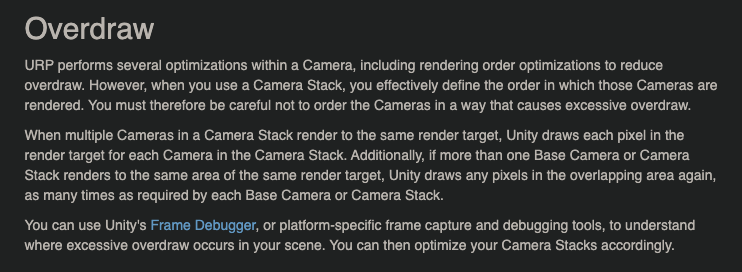 Overdraw
URP performs several optimizations within a Camera, including rendering order optimizations to reduce
overdraw. However, when you use a Camera Stack, you effectively define the order in which those Cameras are
rendered. You must therefore be careful not to order the Cameras in a way that causes excessive overdraw.
When multiple Cameras in a Camera Stack render to the same render target, Unity draws each pixel in the
render target for each Camera in the Camera Stack. Additionally, if more than one Base Camera or Camera
Stack renders to the same area of the same render target, Unity draws any pixels in the overlapping area again,
as many times as required by each Base Camera or Camera Stack.
You can use Unity's Frame Debugger, or platform-specific frame capture and debugging tools, to understand
where excessive overdraw occurs in your scene. You can then optimize your Camera Stacks accordingly.